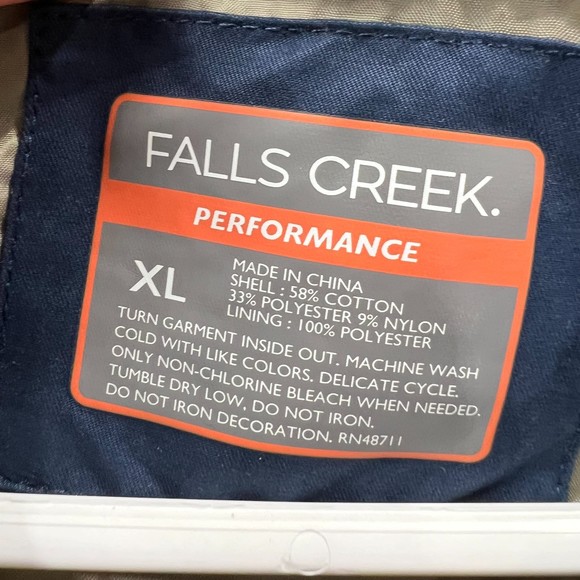 FALLS CREEK.
PERFORMANCE
XL
MADE IN CHINA
SHELL : 58% COTTON
33% POLYESTER 9% NYLON
LINING : 100% POLYESTER
TURN GARMENT INSIDE OUT. MACHINE WASH
COLD WITH LIKE COLORS. DELICATE CYCLE.
ONLY NON-CHLORINE BLEACH WHEN NEEDED.
TUMBLE DRY LOW, DO NOT IRON.
DO NOT IRON DECORATION. RN48711